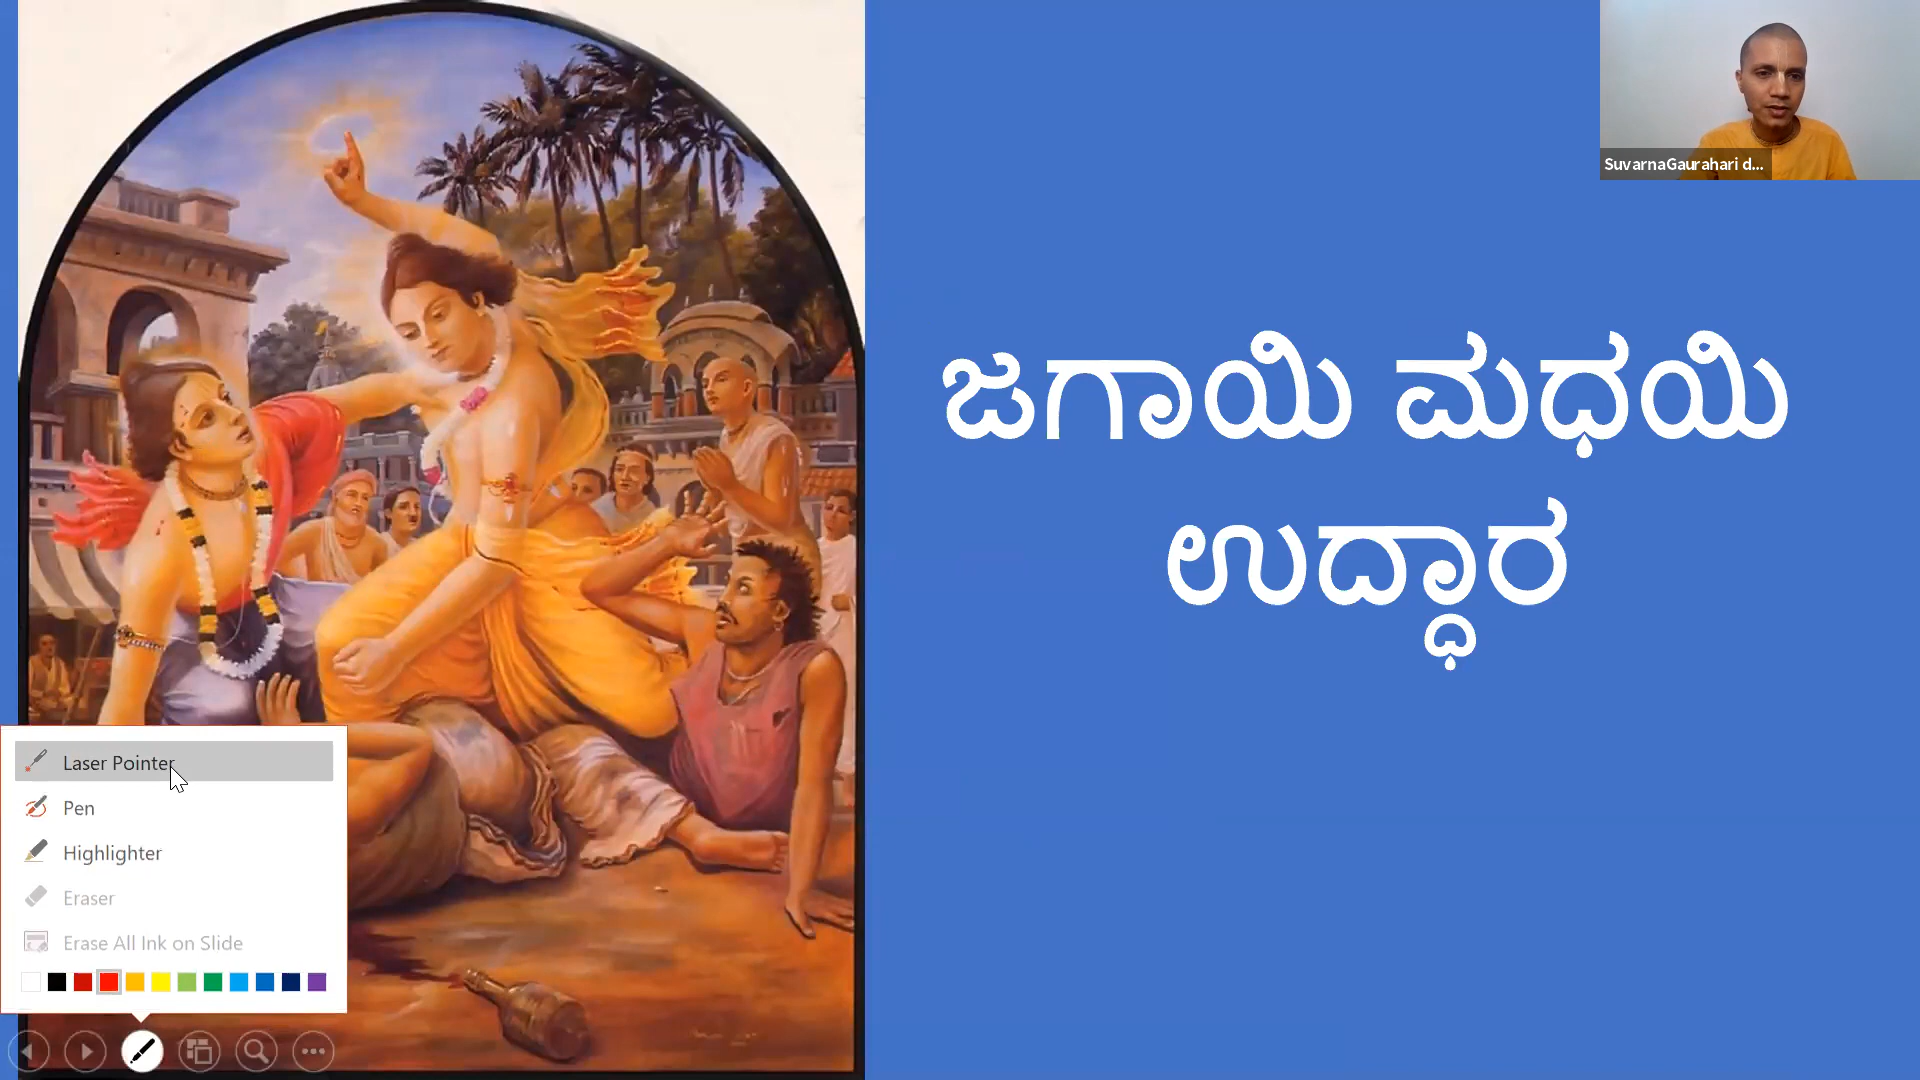 SuvarnaGaurahari d...
ಜಗಾಯಿ ಮಧಯಿ
ಉದ್ಧಾರ
Laser Pointer
Pen
Highlighter
Eraser
Erase All Ink on Slide